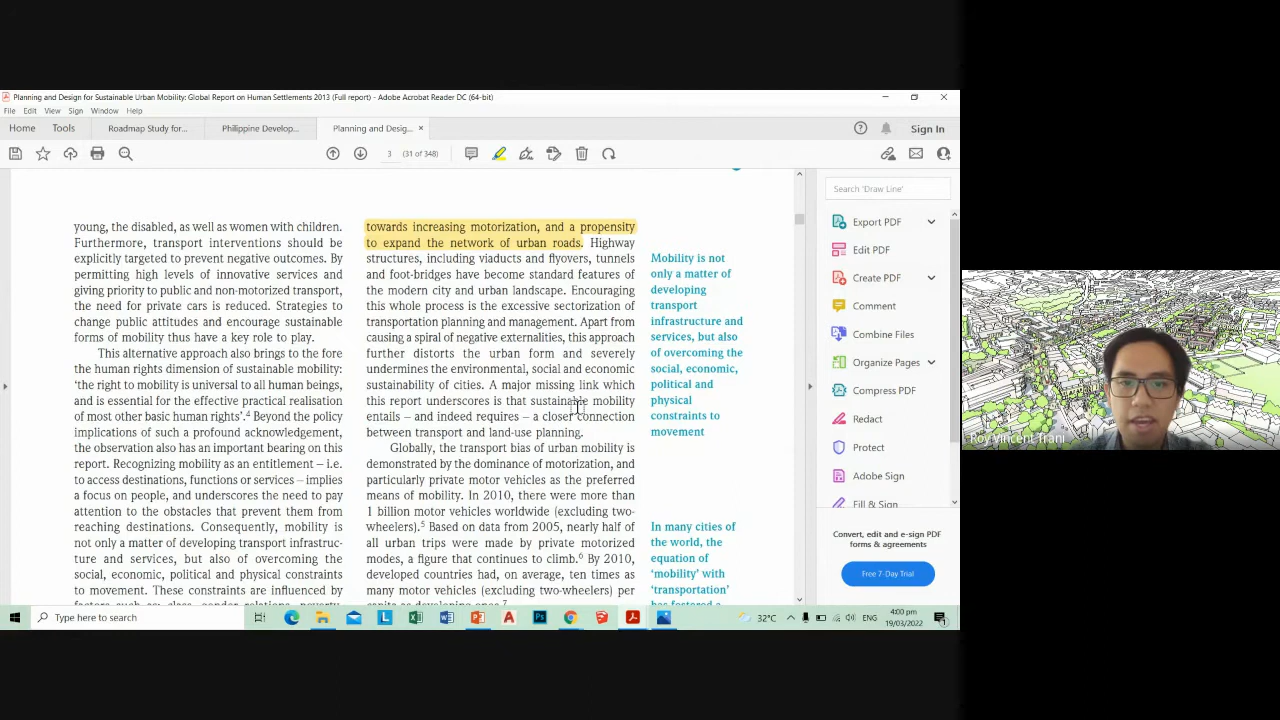 Planning and Design for Sustainable Urban Mobility: Global Report on Human Settlements 2013 (Full report) - Adobe Acrobat Reader DC (64-bit)
File Edit View Sign Window Help
Home Tools Roadmap Study for... Philippine Develop... Planning and Desig... ×
Sign In
3 (31 of 348)
young, the disabled, as well as women with children.
Furthermore, transport interventions should be
explicitly targeted to prevent negative outcomes. By
permitting high levels of innovative services and
giving priority to public and non-motorized transport,
the need for private cars is reduced. Strategies to
change public attitudes and encourage sustainable
forms of mobility thus have a key role to play.
This alternative approach also brings to the fore
the human right dimension of sustainable mobility:
'the right to mobility is universal to all human beings,
and is essential for the effective practical realisation
of most other basic human rights'.4 Beyond the policy
implications of such a profound acknowledgement,
the observation also has an important bearing on this
report. Recognizing mobility as an entitlement – i.e.
to access destinations, functions or services – implies
a focus on people, and underscores the need to pay
attention to the obstacles that prevent them from
reaching destinations. Consequently, mobility is
not only a matter of developing transport infrastruc-
ture and services, but also of overcoming the
social, economic, political and physical constraints
to movement. These constraints are influenced by
factors such as class, gender relations, poverty,
towards increasing motorization, and a propensity
to expand the network of urban roads. Highway
structures, including viaducts and flyovers, tunnels
and foot-bridges have become standard features of
the modern city and urban landscape. Encouraging
this whole process is the excessive sectorization of
transportation planning and management. Apart from
causing a spiral of negative externalities, this approach
further distorts the urban form and severely
undermines the environmental, social and economic
sustainability of cities. A major missing link which
this report underscores is that sustainable mobility
entails – and indeed requires – a closer connection
between transport and land-use planning.
Globally, the transport bias of urban mobility is
demonstrated by the dominance of motorization, and
particularly private motor vehicles as the preferred
means of mobility. In 2010, there were more than
1 billion motor vehicles worldwide (excluding two-
wheelers).5 Based on data from 2005, nearly half of
all urban trips were made by private motorized
modes, a figure that continues to climb.6 By 2010,
developed countries had, on average, ten times as
many motor vehicles (excluding two-wheelers) per
capita as developing ones.7
Mobility is not
only a matter of
developing
transport
infrastructure and
services, but also
of overcoming the
social, economic,
political and
physical
constraints to
movement
In many cities of
the world, the
equation of
'mobility' with
'transportation'
has fostered a
Search 'Draw Line'
Export PDF
Edit PDF
Create PDF
Comment
Combine Files
Organize Pages
Compress PDF
Redact
Protect
Adobe Sign
Fill & Sign
Convert, edit and e-sign PDF
forms & agreements
Free 7-Day Trial
Roy Vincent Trani
Type here to search
32°C
ENG
4:00 pm
19/03/2022